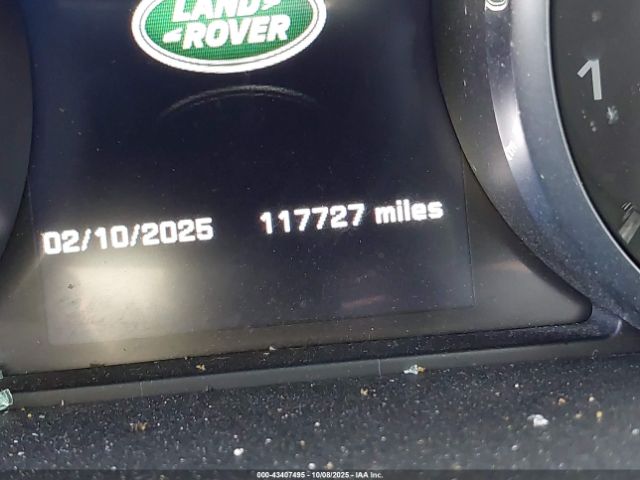 LAND
ROVER
1
02/10/2025 117727 miles
000-43407495 - 10/08/2025 - IAA Inc.